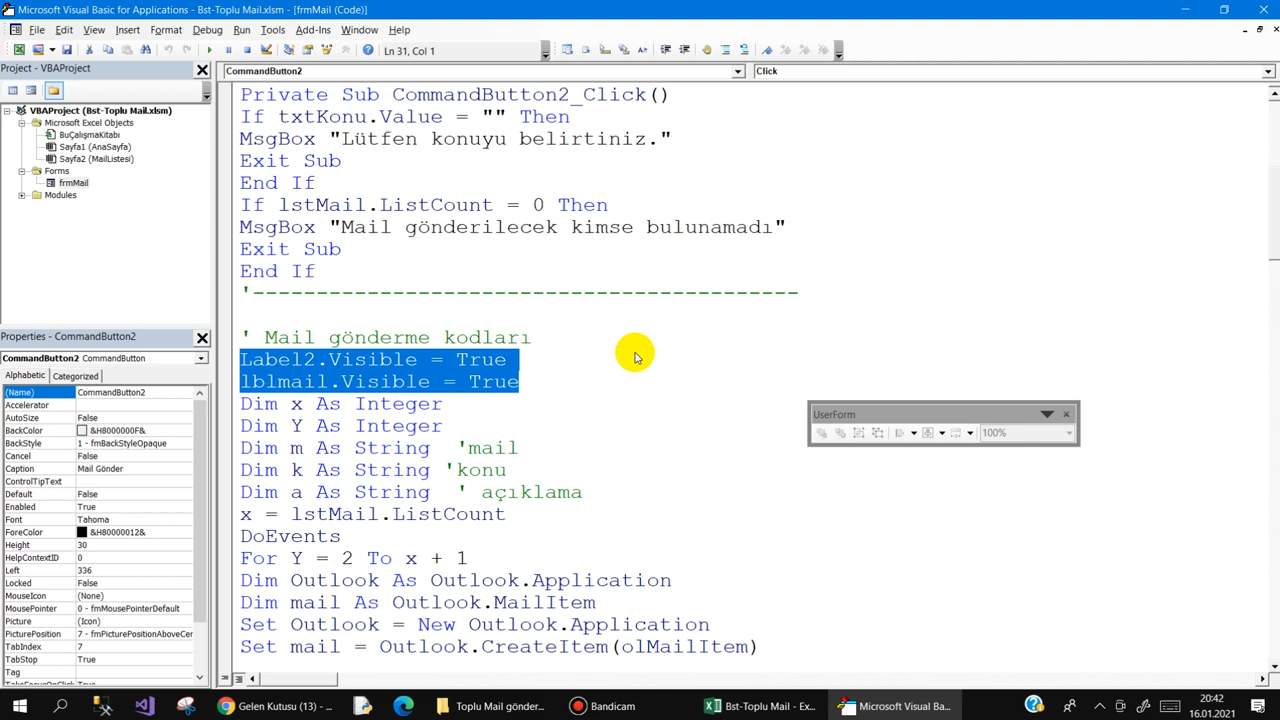 Microsoft Visual Basic for Applications - Bst-Toplu Mail.xlsm - [frmMail (Code)]
File Edit View Insert Format Debug Run Tools Add-Ins Window Help
Ln 31, Col 1
Project - VBAProject
VBAProject (Bst-Toplu Mail.xlsm)
Microsoft Excel Objects
BuÇalışmaKitabı
Sayfa1 (AnaSayfa)
Sayfa2 (MailListesi)
Forms
frmMail
Modules
Properties - CommandButton2
CommandButton2 CommandButton
Alphabetic Categorized
(Name) CommandButton2
Accelerator
AutoSize False
BackColor &H8000000F&
BackStyle 1 - fmBackStyleOpaque
Cancel False
Caption Mail Gönder
ControlTipText
Default False
Enabled True
Font Tahoma
ForeColor &H80000012&
Height 30
HelpContextID 0
Left 336
Locked False
MouseIcon (None)
MousePointer 0 - fmMousePointerDefault
Picture (Icon)
PicturePosition 7 - fmPicturePositionAboveCen
TabIndex 7
TabStop True
Tag
CommandButton2 Click
Private Sub CommandButton2_Click()
If txtKonu.Value = "" Then
MsgBox "Lütfen konuyu belirtiniz."
Exit Sub
End If
If lstMail.ListCount = 0 Then
MsgBox "Mail gönderilecek kimse bulunamadı"
Exit Sub
End If
'-------------------------------------------
' Mail gönderme kodları
Label2.Visible = True
lblmail.Visible = True
Dim x As Integer
Dim Y As Integer
Dim m As String 'mail
Dim k As String 'konu
Dim a As String ' açıklama
x = lstMail.ListCount
DoEvents
For Y = 2 To x + 1
Dim Outlook As Outlook.Application
Dim mail As Outlook.MailItem
Set Outlook = New Outlook.Application
Set mail = Outlook.CreateItem(olMailItem)
UserForm
100%
Gelen Kutusu (13) - ...
Toplu Mail gönder...
Bandicam
Bst-Toplu Mail - Ex...
Microsoft Visual Ba...
20:42
16.01.2021